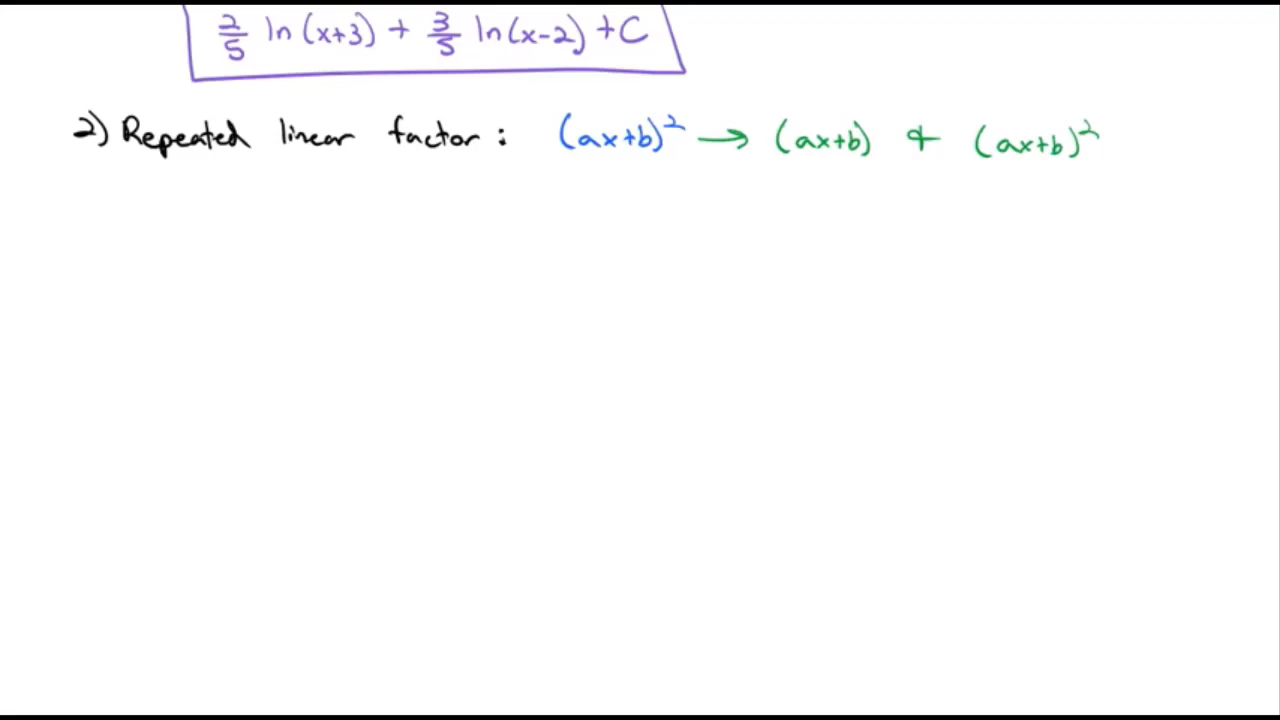 2/5 ln(x+3) + 3/5 ln(x-2) + C
2) Repeated linear factor: (ax+b)² → (ax+b) & (ax+b)²